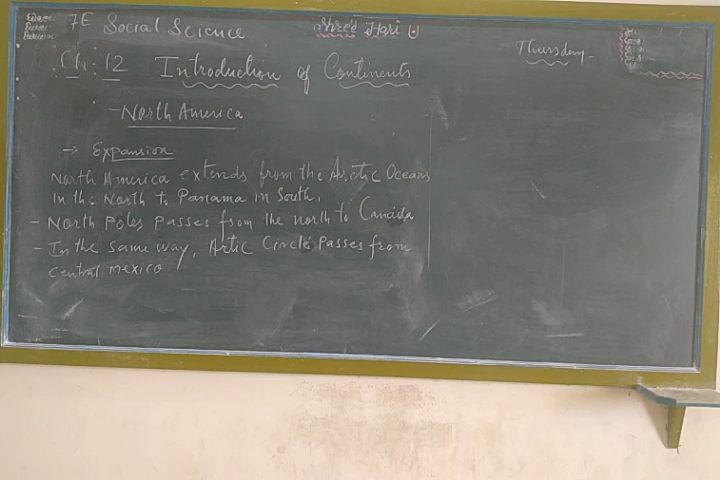 7E Social Science
Shree Hari
Thursday
Ch: 12 Introduction of Continents
- North America
→ Expansion
North America extends from the Arctic Oceans
in the North to Panama in South.
- North Poles passes from the north to Canada
- In the same way, Artic Circle passes from
central mexico